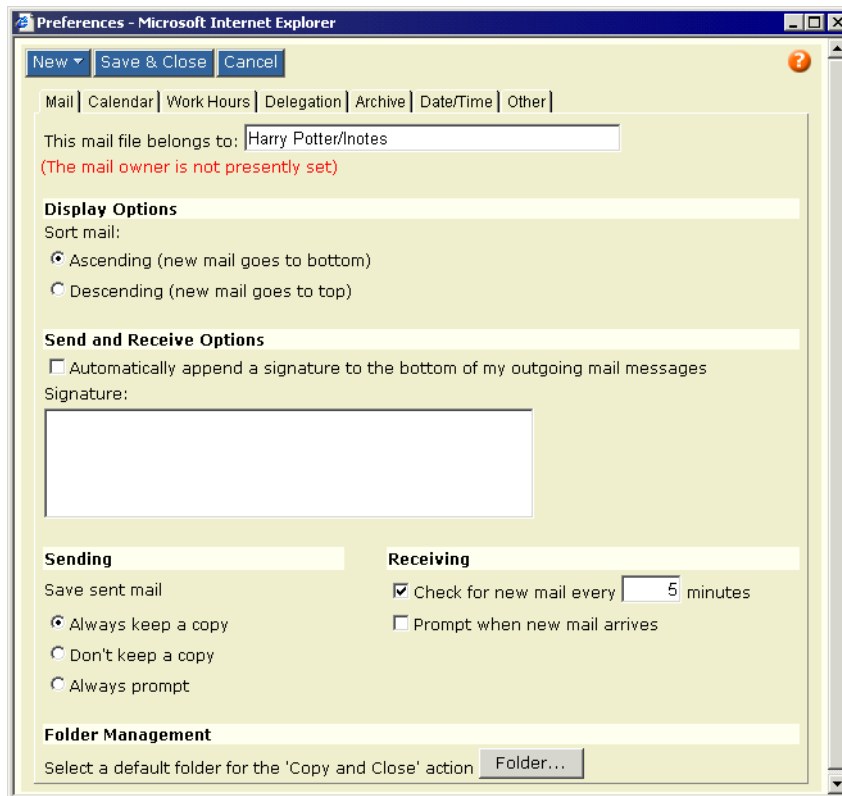 Preferences - Microsoft Internet Explorer
New Save & Close Cancel ?
Mail Calendar Work Hours Delegation Archive Date/Time Other
This mail file belongs to: Harry Potter/Inotes
(The mail owner is not presently set)
Display Options
Sort mail:
Ascending (new mail goes to bottom)
Descending (new mail goes to top)
Send and Receive Options
Automatically append a signature to the bottom of my outgoing mail messages
Signature:
Sending Receiving
Save sent mail Check for new mail every 5 minutes
Always keep a copy Prompt when new mail arrives
Don't keep a copy
Always prompt
Folder Management
Select a default folder for the 'Copy and Close' action Folder...